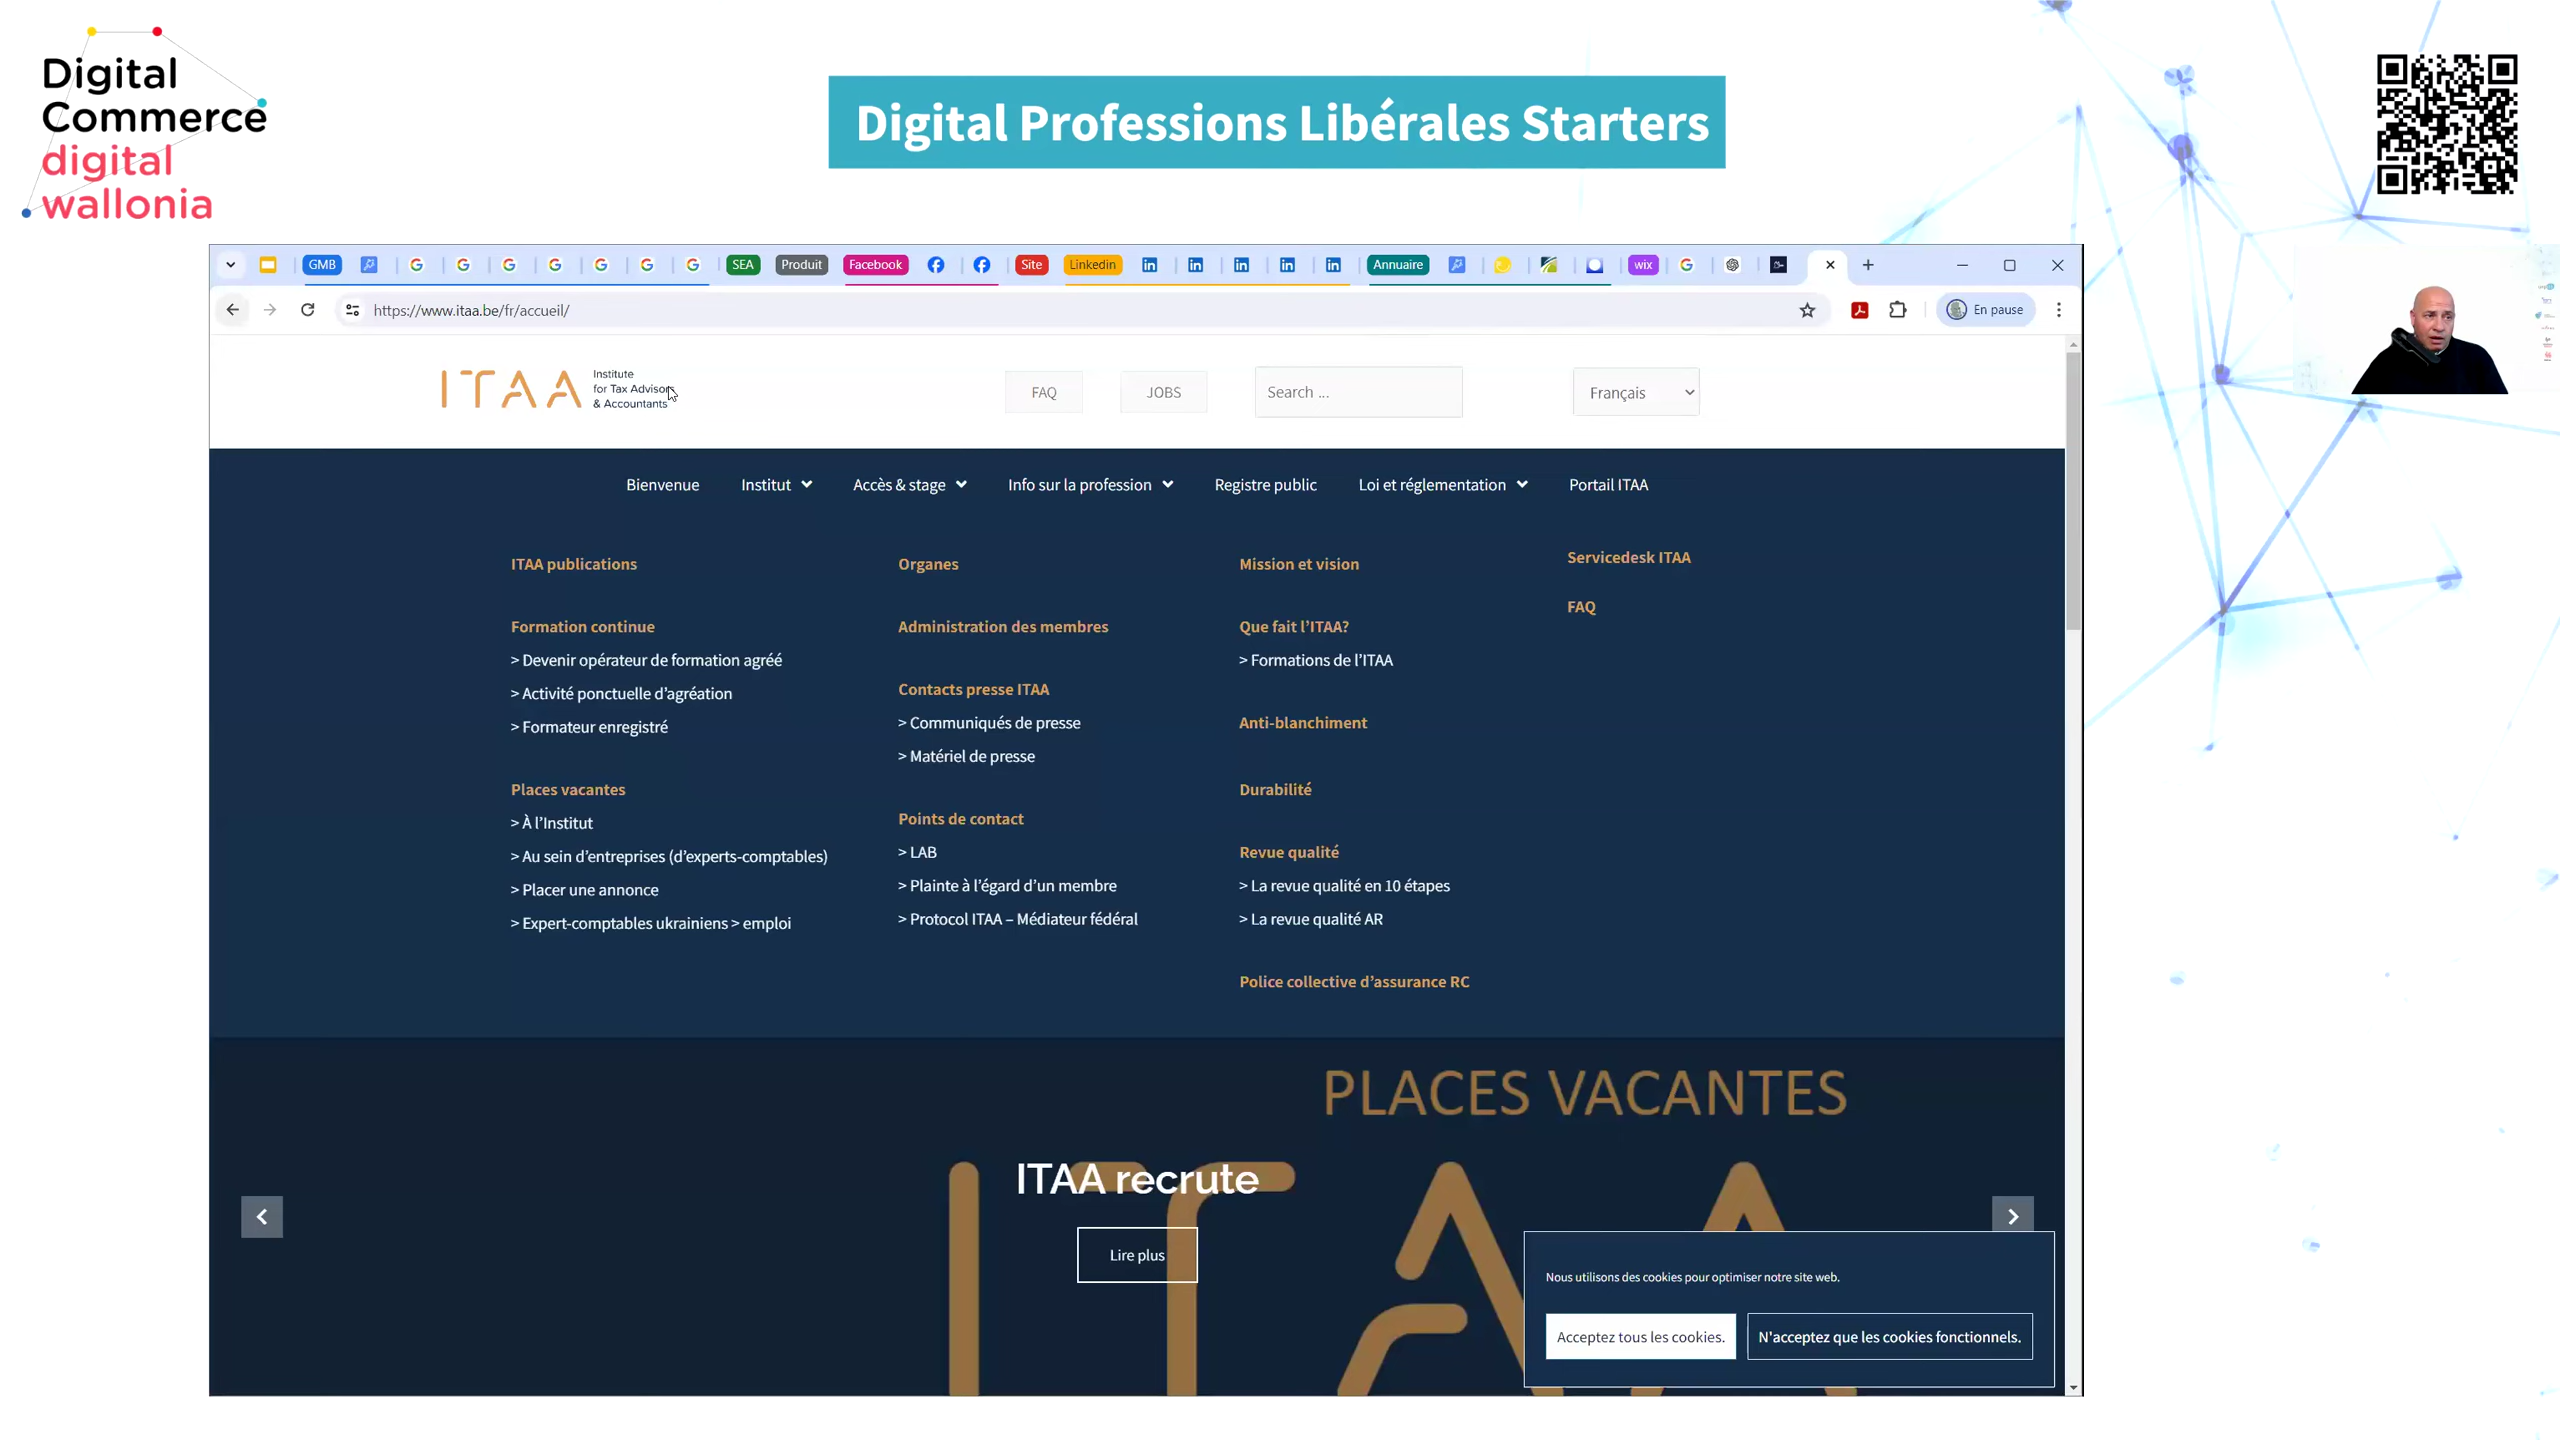 Digital
Commerce
digital
wallonia
Digital Professions Libérales Starters
GMB
SEA
Produit
Facebook
Site
Linkedin
Annuaire
wix
https://www.itaa.be/fr/accueil/
En pause
ITAA
Institute
for Tax Advisors
& Accountants
FAQ
JOBS
Search ...
Français
Bienvenue
Institut
Accès & stage
Info sur la profession
Registre public
Loi et réglementation
Portail ITAA
ITAA publications
Formation continue
> Devenir opérateur de formation agréé
> Activité ponctuelle d'agréation
> Formateur enregistré
Places vacantes
> À l'Institut
> Au sein d'entreprises (d'experts-comptables)
> Placer une annonce
> Expert-comptables ukrainiens > emploi
Organes
Administration des membres
Contacts presse ITAA
> Communiqués de presse
> Matériel de presse
Points de contact
> LAB
> Plainte à l'égard d'un membre
> Protocol ITAA – Médiateur fédéral
Mission et vision
Que fait l'ITAA?
> Formations de l'ITAA
Anti-blanchiment
Durabilité
Revue qualité
> La revue qualité en 10 étapes
> La revue qualité AR
Police collective d'assurance RC
Servicedesk ITAA
FAQ
PLACES VACANTES
ITAA
ITAA recrute
Lire plus
Nous utilisons des cookies pour optimiser notre site web.
Acceptez tous les cookies.
N'acceptez que les cookies fonctionnels.